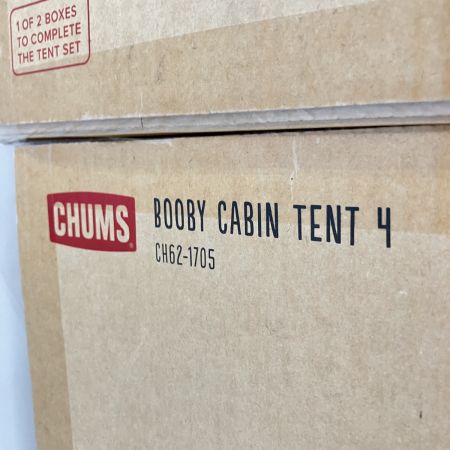 1 OF 2 BOXES
TO COMPLETE
THE TENT SET
CHUMS
BOOBY CABIN TENT 4
CH62-1705